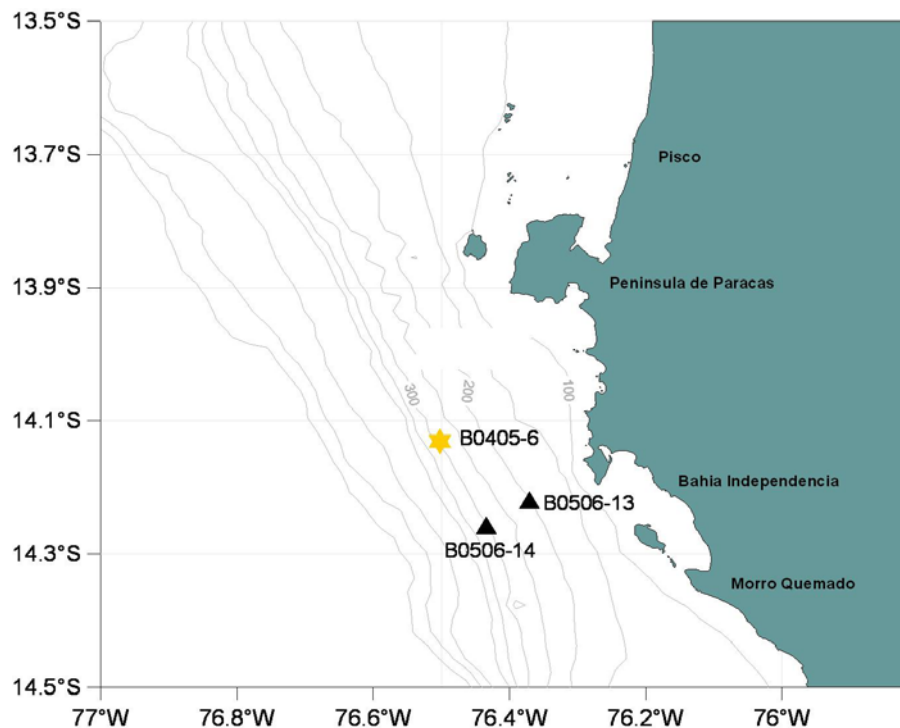 13.5°S
13.7°S
Pisco
13.9°S
Peninsula de Paracas
300
200
100
14.1°S
B0405-6
Bahia Independencia
B0506-13
B0506-14
14.3°S
Morro Quemado
14.5°S
77°W
76.8°W
76.6°W
76.4°W
76.2°W
76°W